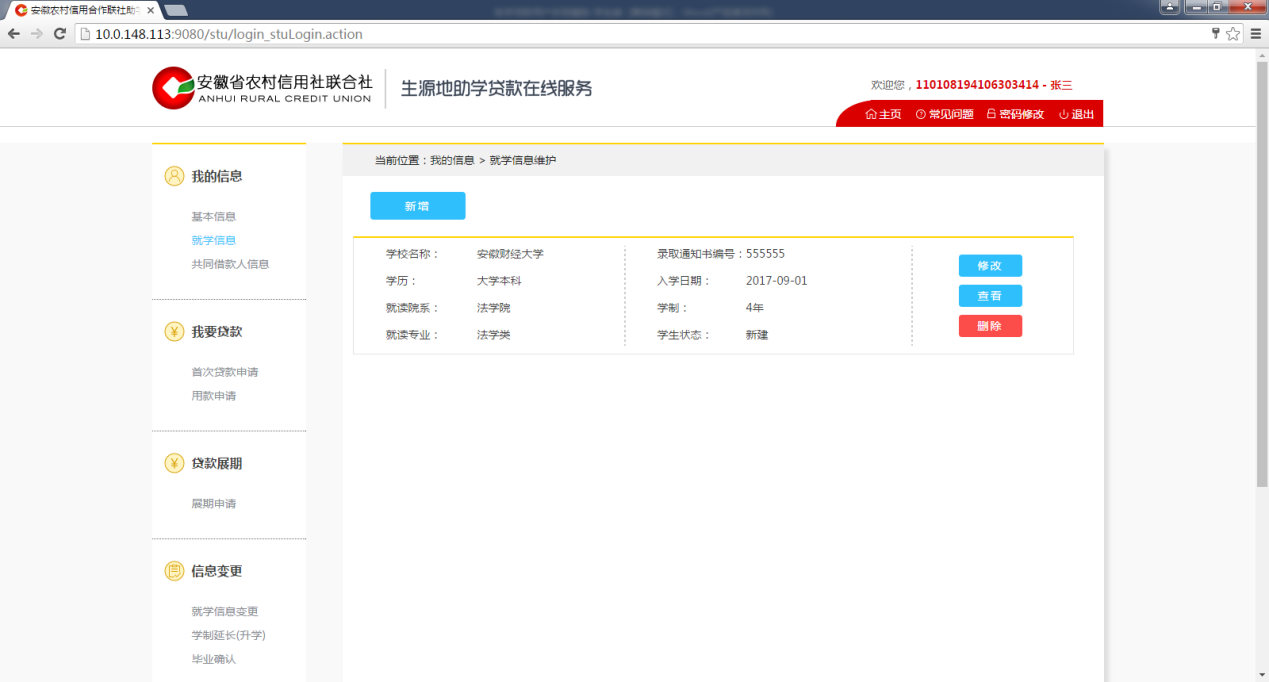 安徽农村信用合作联社助
10.0.148.113:9080/stu/login_stuLogin.action
安徽省农村信用社联合社
ANHUI RURAL CREDIT UNION
生源地助学贷款在线服务
欢迎您，110108194106303414 - 张三
主页 常见问题 密码修改 退出
我的信息
基本信息
就学信息
共同借款人信息
我要贷款
首次贷款申请
用款申请
贷款展期
展期申请
信息变更
就学信息变更
学制延长(升学)
毕业确认
当前位置：我的信息 > 就学信息维护
新增
学校名称： 安徽财经大学 录取通知书编号：555555
学历： 大学本科 入学日期： 2017-09-01
就读院系： 法学院 学制： 4年
就读专业： 法学类 学生状态： 新建
修改
查看
删除